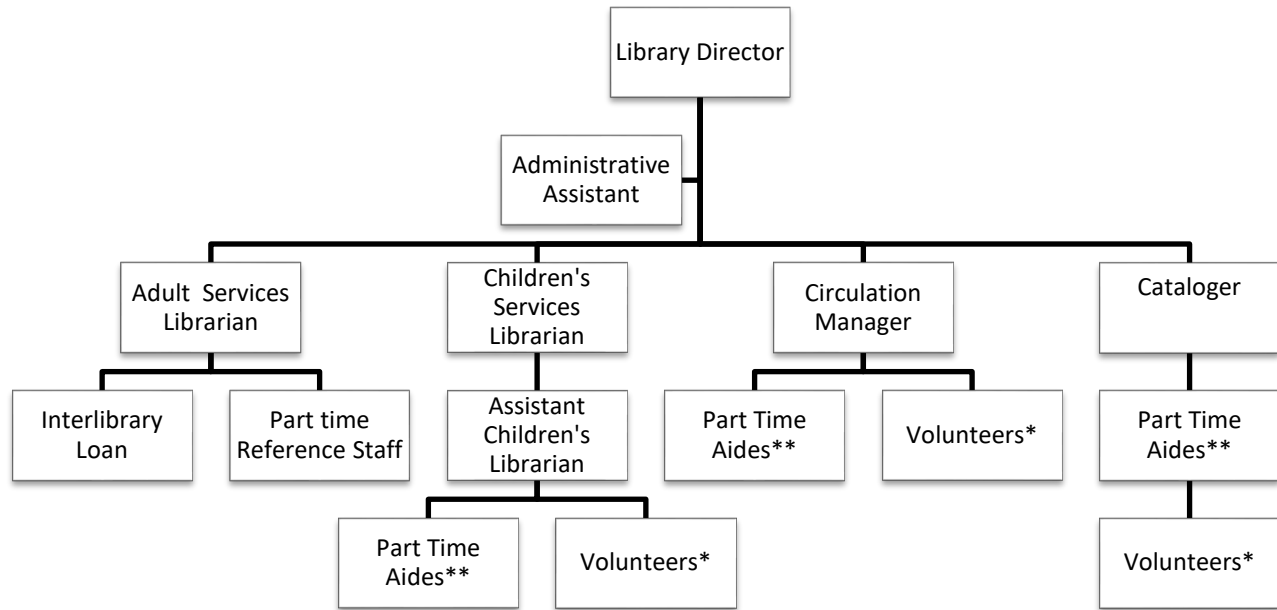 Library Director
Administrative
Assistant
Adult Services
Librarian
Children's
Services
Librarian
Circulation
Manager
Cataloger
Interlibrary
Loan
Part time
Reference Staff
Assistant
Children's
Librarian
Part Time
Aides**
Volunteers*
Part Time
Aides**
Part Time
Aides**
Volunteers*
Volunteers*